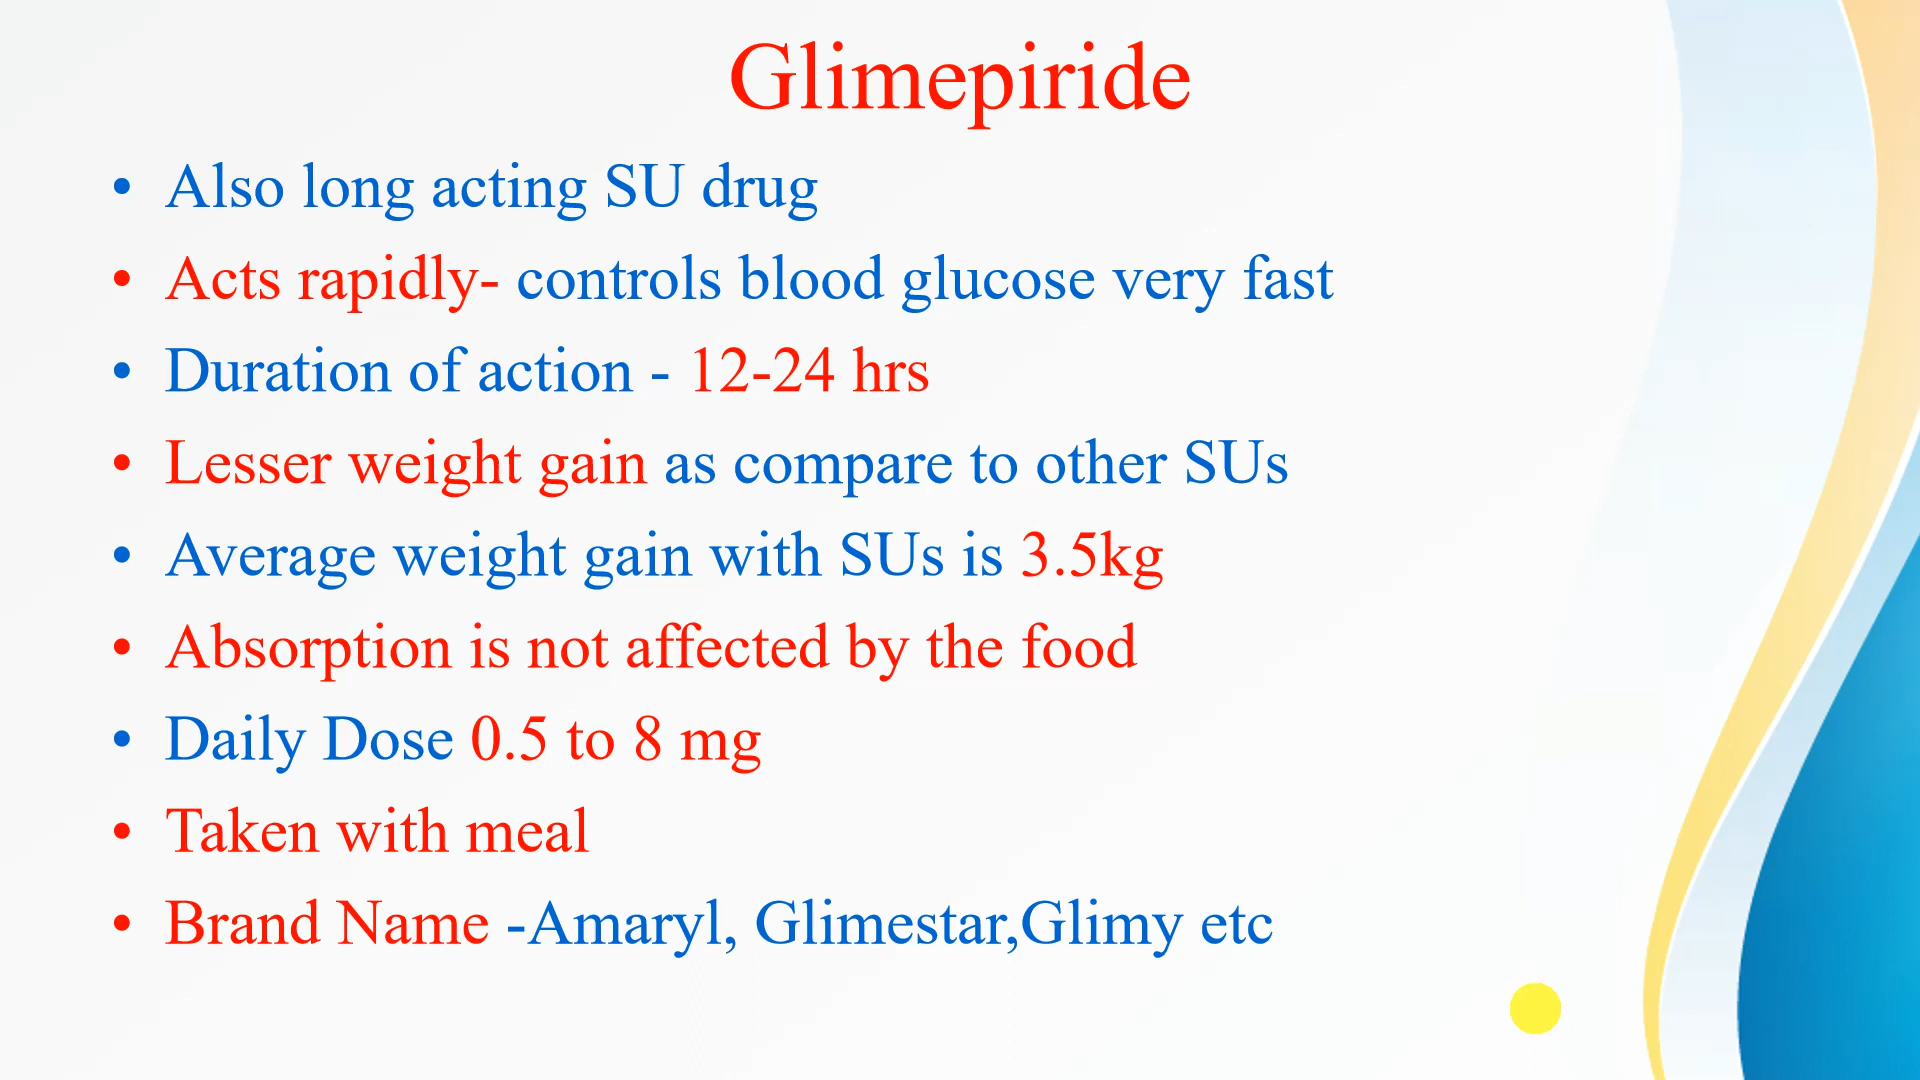 Glimepiride
• Also long acting SU drug
• Acts rapidly- controls blood glucose very fast
• Duration of action - 12-24 hrs
• Lesser weight gain as compare to other SUs
• Average weight gain with SUs is 3.5kg
• Absorption is not affected by the food
• Daily Dose 0.5 to 8 mg
• Taken with meal
• Brand Name -Amaryl, Glimestar,Glimy etc